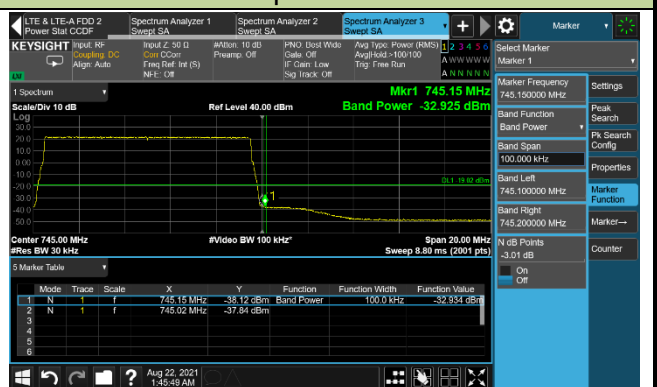 LTE & LTE-A FDD 2
Power Stat CCDF
Spectrum Analyzer 1
Swept SA
Spectrum Analyzer 2
Swept SA
Spectrum Analyzer 3
Swept SA
Marker
KEYSIGHT
Input: RF
Coupling: DC
Align: Auto
Input Z: 50 Ω
Corr CCorr
Freq Ref: Int (S)
NFE: Off
#Atten: 10 dB
Preamp: Off
PNO: Best Wide
Gate: Off
IF Gain: Low
Sig Track: Off
Avg Type: Power (RMS)
Avg|Hold:>100/100
Trig: Free Run
1 2 3 4 5 6
A W W W W W
A N N N N N
LXI
1 Spectrum
Scale/Div 10 dB
Ref Level 40.00 dBm
Mkr1 745.15 MHz
Band Power -32.925 dBm
Log
30.0
20.0
10.0
0.00
-10.0
-20.0
-30.0
-40.0
-50.0
DL1 -19.02 dBm
1
Center 745.00 MHz
#Video BW 100 kHz*
Span 20.00 MHz
#Res BW 30 kHz
Sweep 8.80 ms (2001 pts)
5 Marker Table
Mode Trace Scale X Y Function Function Width Function Value
1 N 1 f 745.15 MHz -38.12 dBm Band Power 100.0 kHz -32.934 dBm
2 N 1 f 745.02 MHz -37.84 dBm
3
4
5
6
Aug 22, 2021
1:45:49 AM
Select Marker
Marker 1
Marker Frequency
745.150000 MHz
Band Function
Band Power
Band Span
100.000 kHz
Band Left
745.100000 MHz
Band Right
745.200000 MHz
N dB Points
-3.01 dB
On
Off
Settings
Peak
Search
Pk Search
Config
Properties
Marker
Function
Marker→
Counter